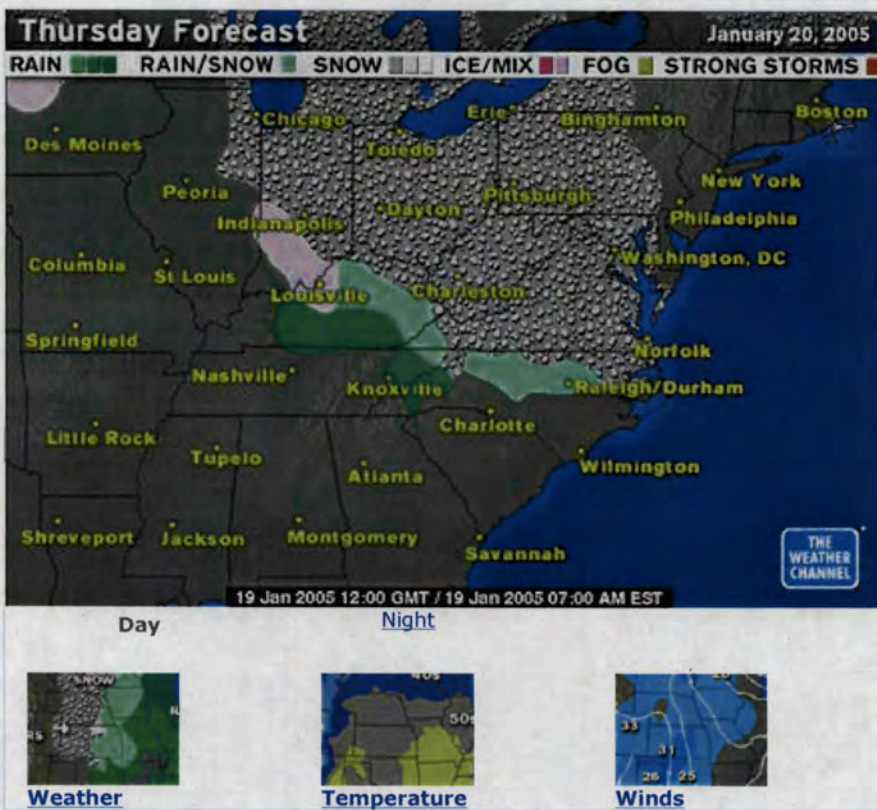 Thursday Forecast January 20, 2005
RAIN RAIN/SNOW SNOW ICE/MIX FOG STRONG STORMS
Chicago Erie Binghamton Boston
Des Moines Toledo
New York
Peoria Pittsburgh
Indianapolis Dayton Philadelphia
Columbia St Louis Washington, DC
Louisville Charleston
Springfield Norfolk
Nashville Knoxville Raleigh/Durham
Charlotte
Little Rock
Tupelo Atlanta Wilmington
Shreveport Jackson Montgomery Savannah
THE
WEATHER
CHANNEL
19 Jan 2005 12:00 GMT / 19 Jan 2005 07:00 AM EST
Day Night
SNOW 40s
50s
33
31
26 25
Weather Temperature Winds